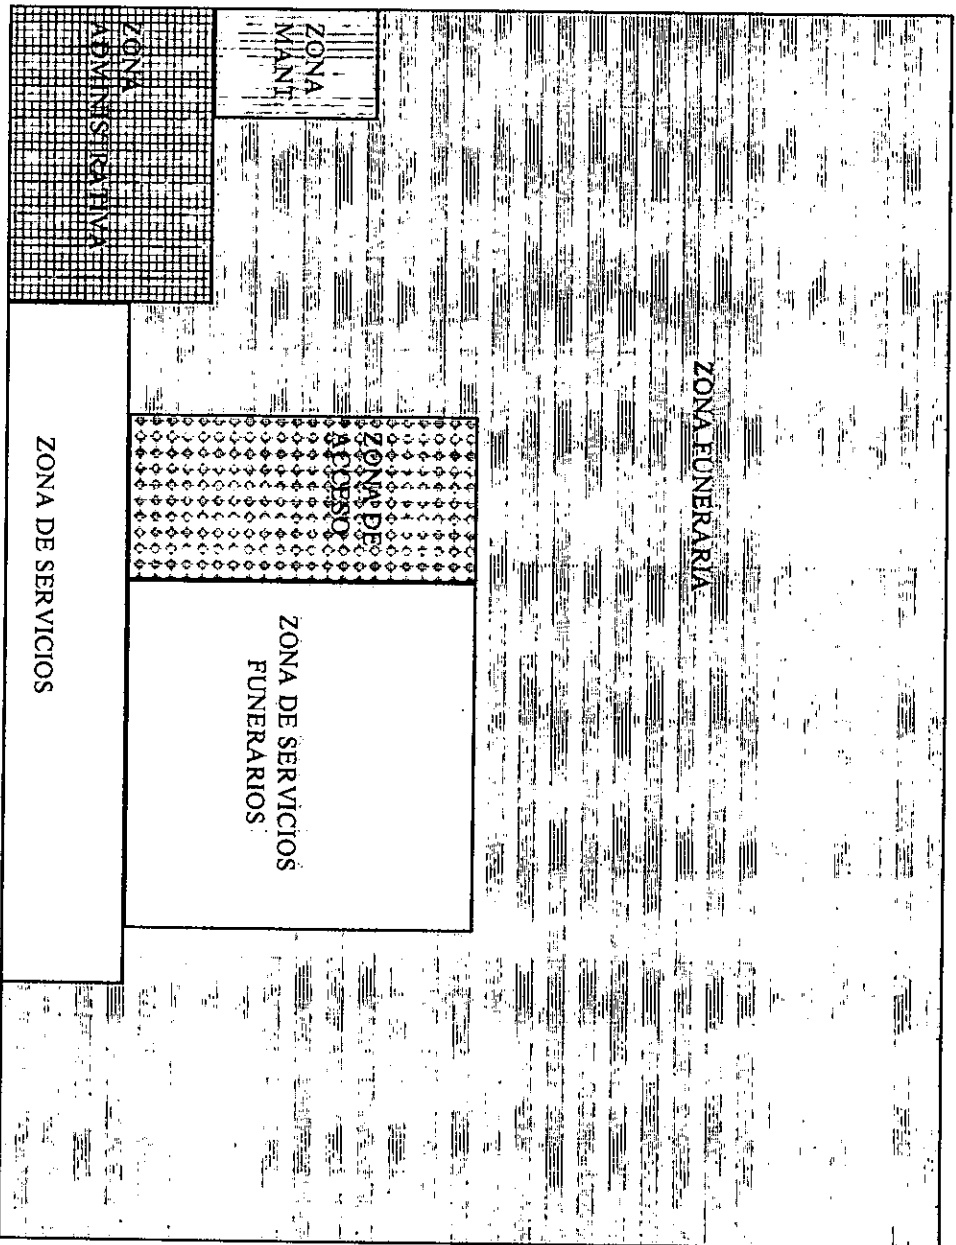 ZONA FUNERARIA
ZONA DE
ACCESO
ZONA
MANT
ZONA DE SERVICIOS
FUNERARIOS
ZONA
ADMINISTRATIVA
ZONA DE SERVICIOS